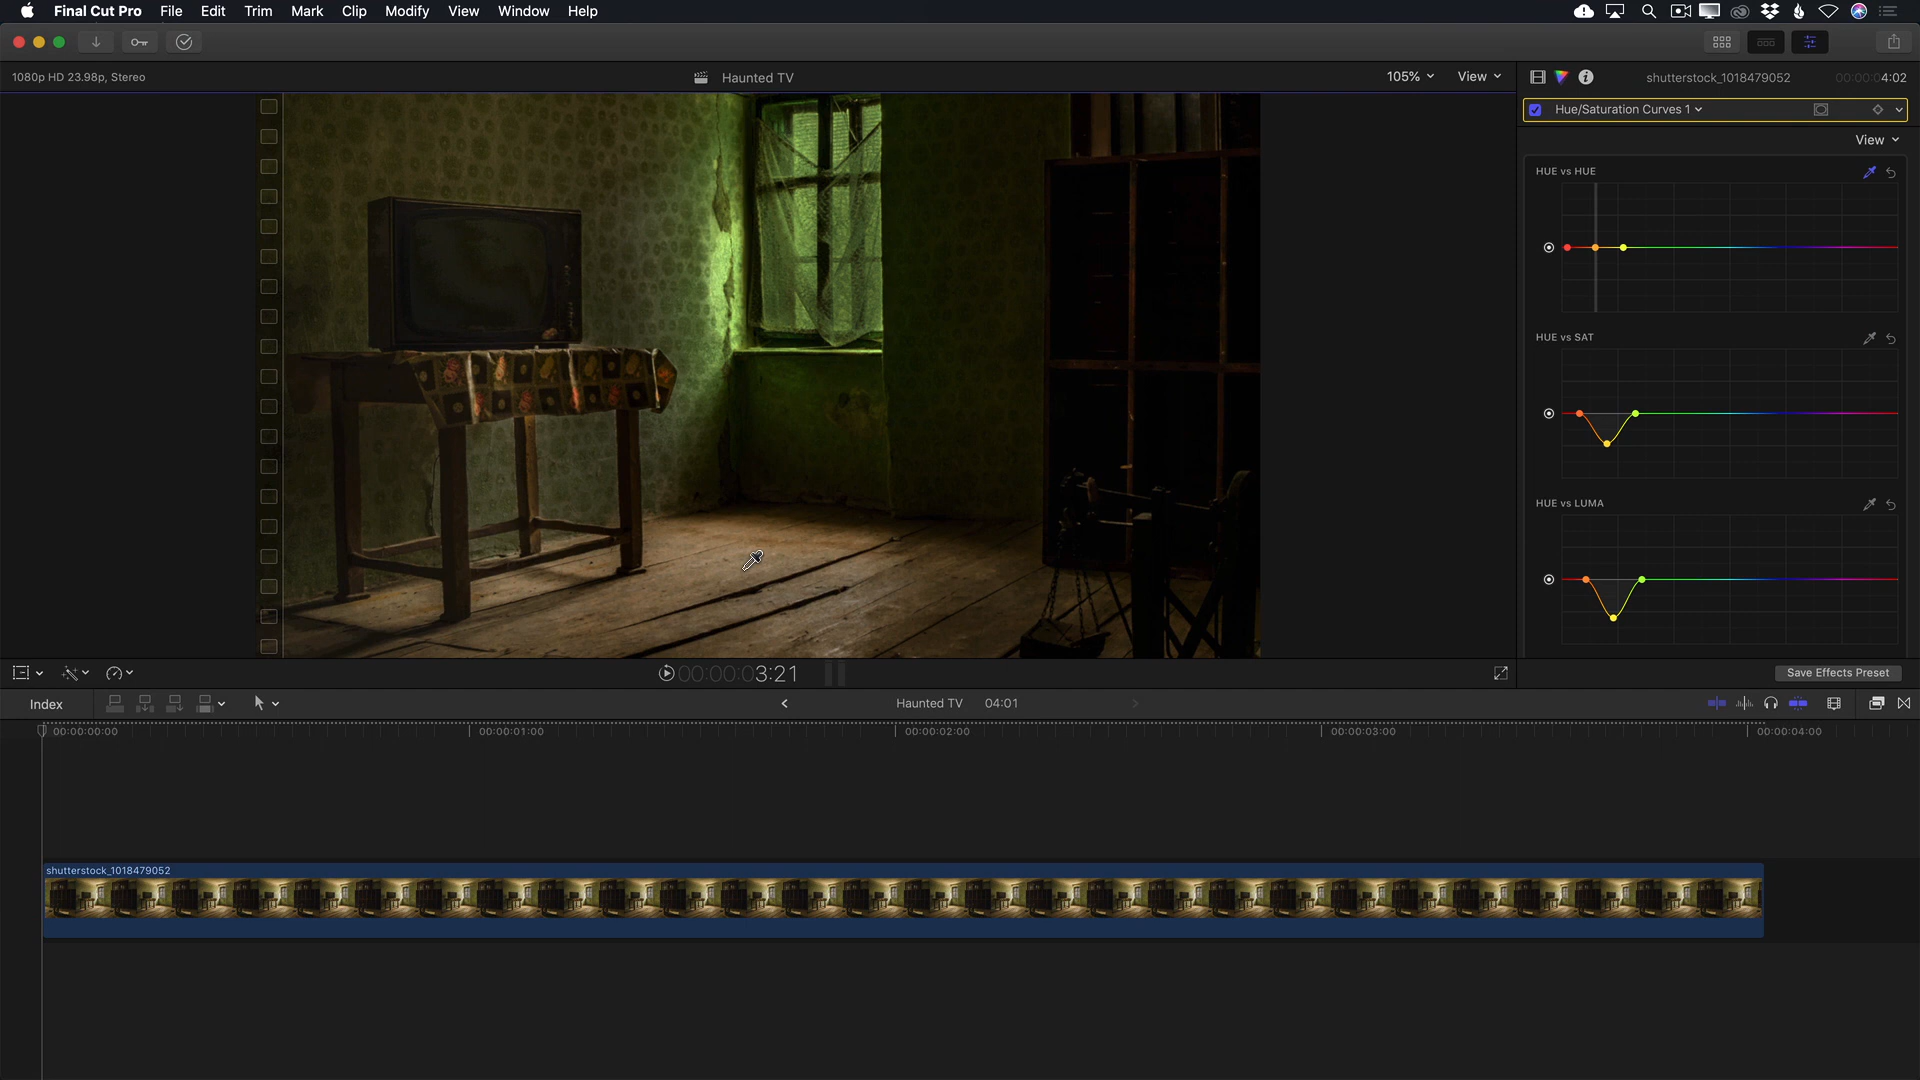 Final Cut Pro File Edit Trim Mark Clip Modify View Window Help
1080p HD 23.98p, Stereo
Haunted TV
105% View
shutterstock_1018479052
00:00:04:02
Hue/Saturation Curves 1
View
HUE vs HUE
HUE vs SAT
HUE vs LUMA
00:00:03:21
Save Effects Preset
Index
Haunted TV 04:01
00:00:00:00 00:00:01:00 00:00:02:00 00:00:03:00 00:00:04:00
shutterstock_1018479052